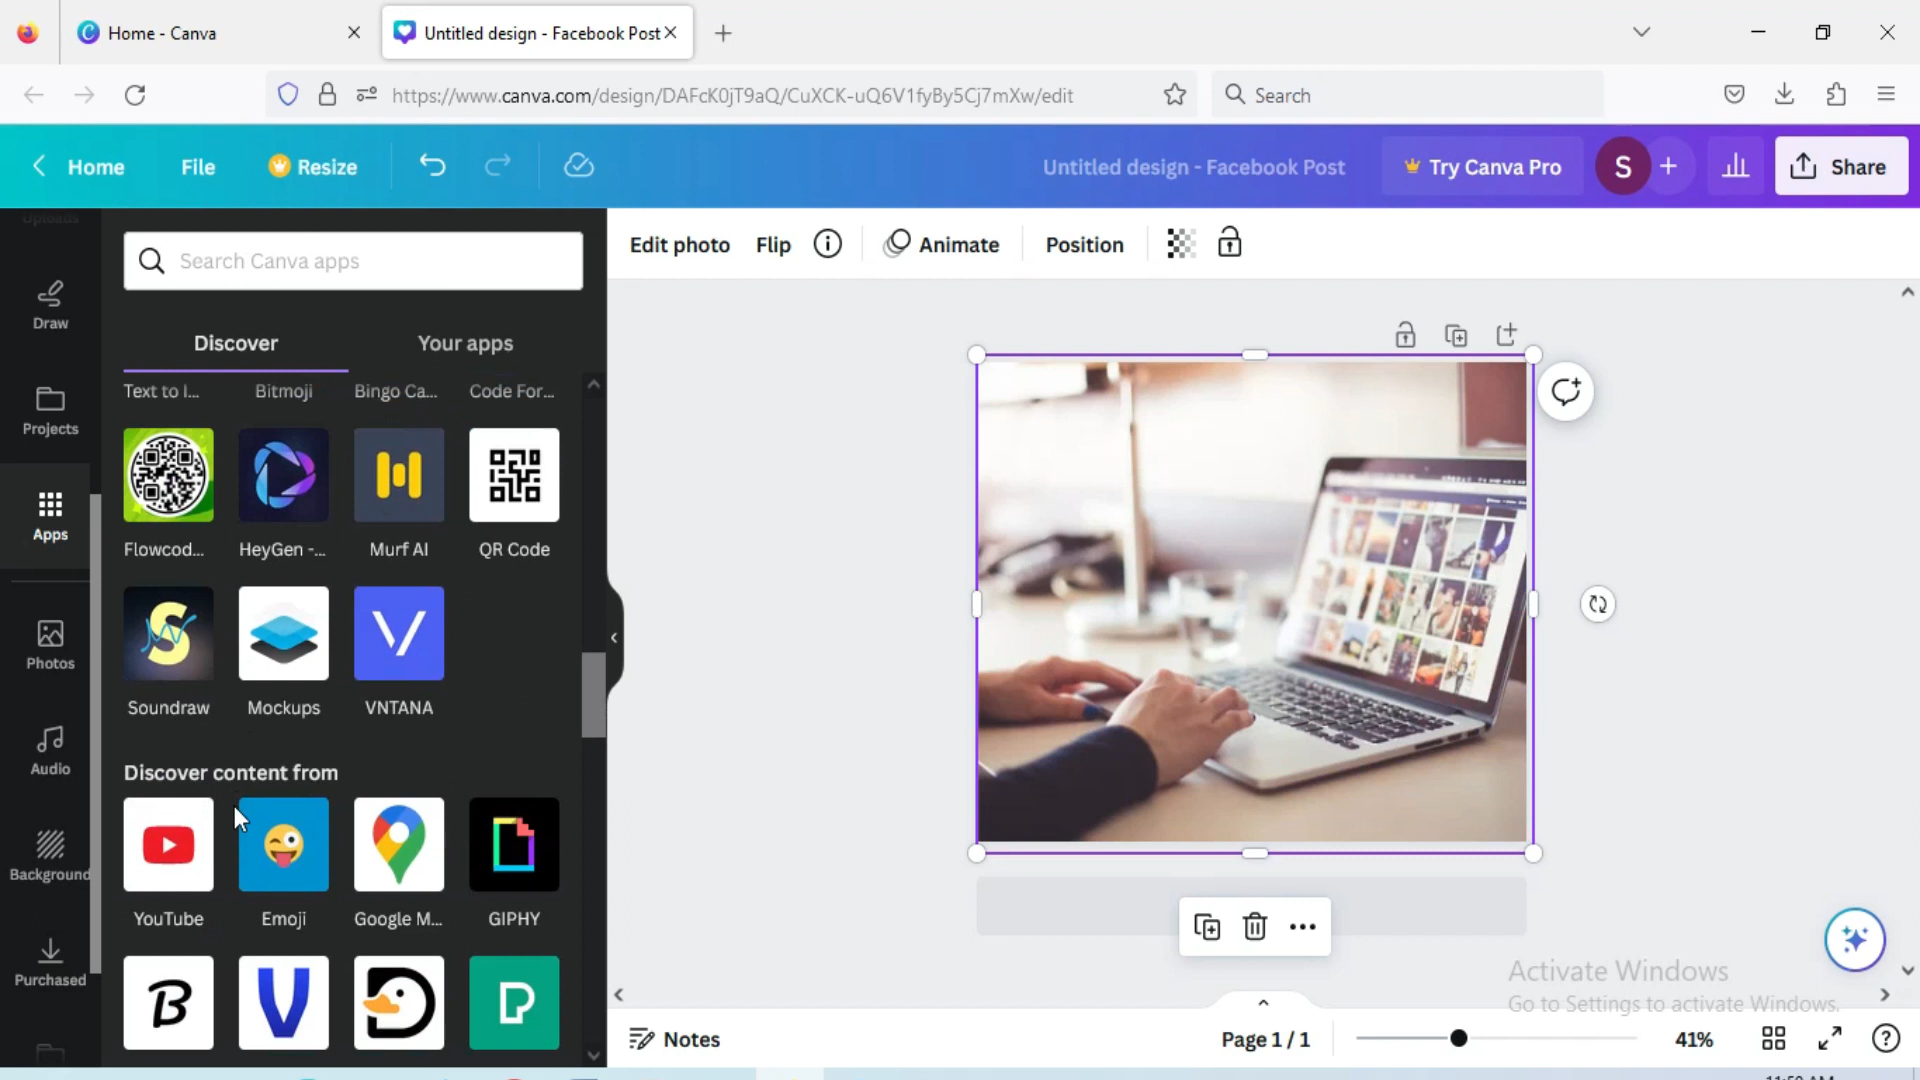 Home - Canva
Untitled design - Facebook Post
https://www.canva.com/design/DAFcK0jT9aQ/CuXCK-uQ6V1fyBy5Cj7mXw/edit
Search
Home
File
Resize
Untitled design - Facebook Post
Try Canva Pro
S
Share
Uploads
Draw
Projects
Apps
Photos
Audio
Background
Purchased
Search Canva apps
Discover
Your apps
Text to I...
Bitmoji
Bingo Ca...
Code For...
Flowcod...
HeyGen -...
Murf AI
QR Code
Soundraw
Mockups
VNTANA
Discover content from
YouTube
Emoji
Google M...
GIPHY
Edit photo
Flip
Animate
Position
Activate Windows
Go to Settings to activate Windows.
Notes
Page 1 / 1
41%